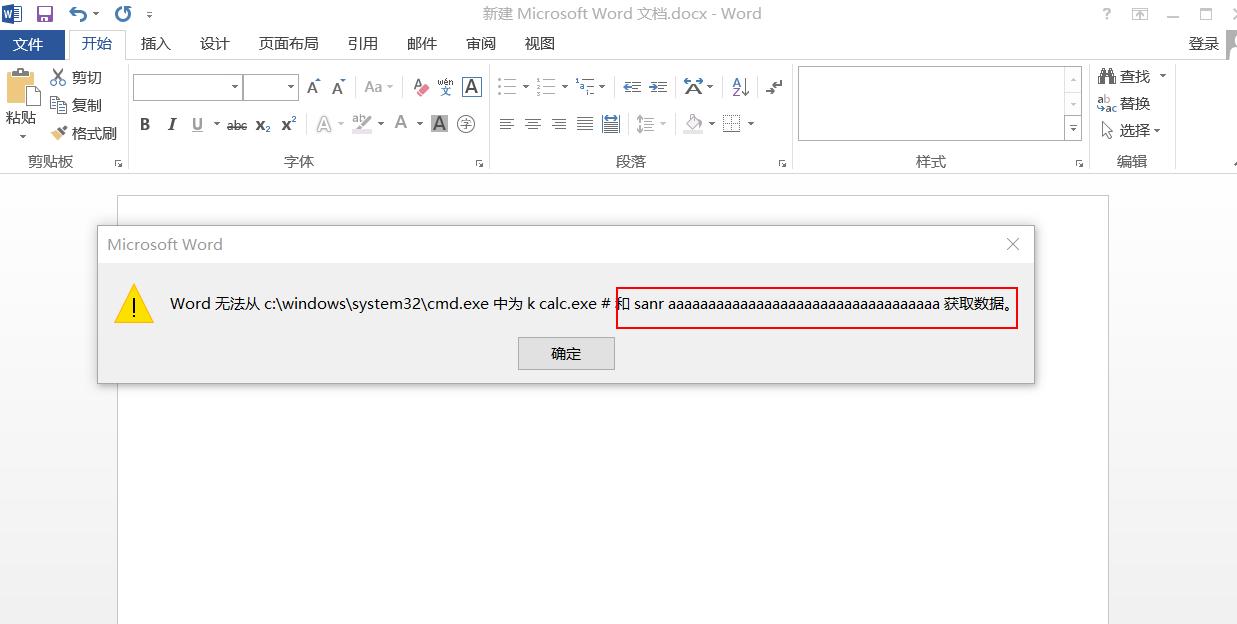 新建 Microsoft Word 文档.docx - Word
文件 开始 插入 设计 页面布局 引用 邮件 审阅 视图 登录
粘贴
剪切
复制
格式刷
剪贴板
Aa wén 文 A
B I U abc X₂ X² A ab A A 字
字体
段落
样式
查找
替换
选择
编辑
Microsoft Word
Word 无法从 c:\windows\system32\cmd.exe 中为 k calc.exe # 和 sanr aaaaaaaaaaaaaaaaaaaaaaaaaaaaaaaaaa 获取数据。
确定